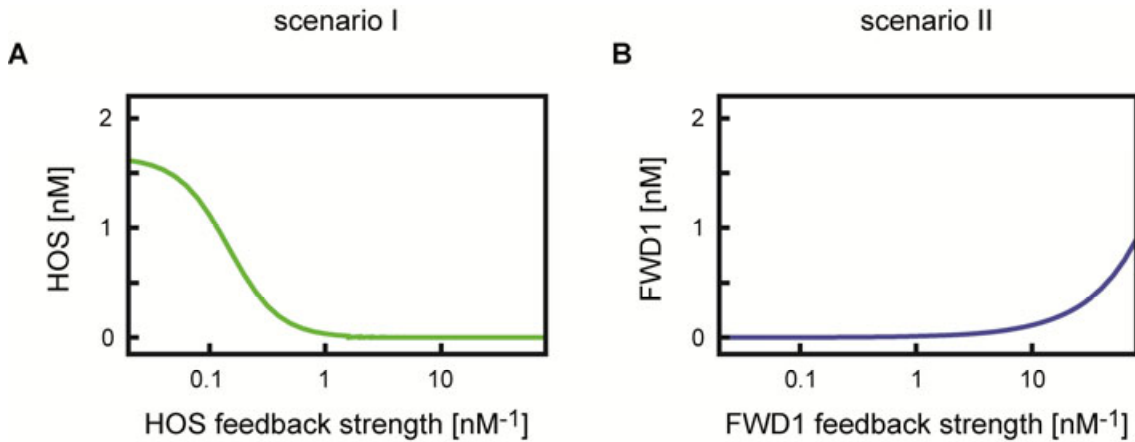 scenario I
scenario II
A
B
2
1
0
HOS [nM]
0.1
1
10
HOS feedback strength [nM⁻¹]
2
1
0
FWD1 [nM]
0.1
1
10
FWD1 feedback strength [nM⁻¹]